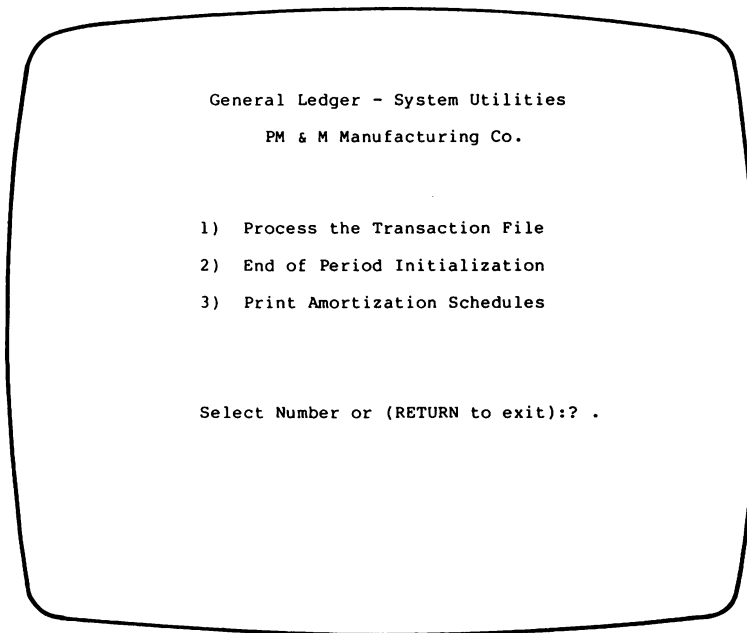 General Ledger - System Utilities
PM & M Manufacturing Co.
1) Process the Transaction File
2) End of Period Initialization
3) Print Amortization Schedules
Select Number or (RETURN to exit):? .